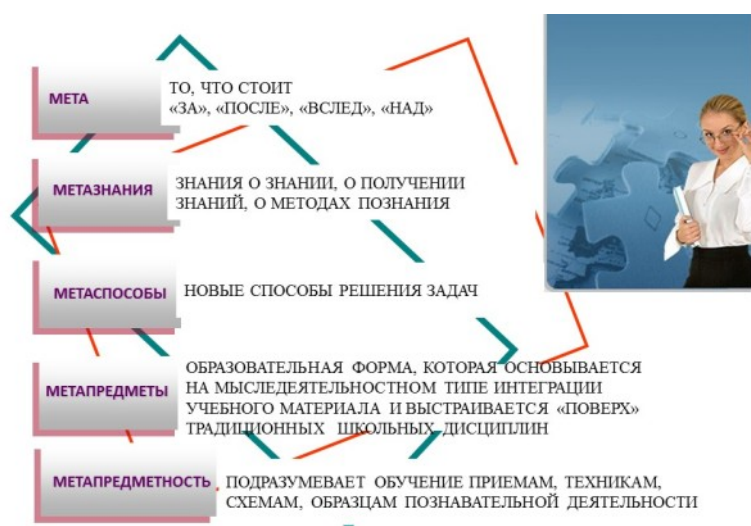 МЕТА
ТО, ЧТО СТОИТ
«ЗА», «ПОСЛЕ», «ВСЛЕД», «НАД»
МЕТАЗНАНИЯ
ЗНАНИЯ О ЗНАНИИ, О ПОЛУЧЕНИИ
ЗНАНИЙ, О МЕТОДАХ ПОЗНАНИЯ
МЕТАСПОСОБЫ
НОВЫЕ СПОСОБЫ РЕШЕНИЯ ЗАДАЧ
МЕТАПРЕДМЕТЫ
ОБРАЗОВАТЕЛЬНАЯ ФОРМА, КОТОРАЯ ОСНОВЫВАЕТСЯ
НА МЫСЛЕДЕЯТЕЛЬНОСТНОМ ТИПЕ ИНТЕГРАЦИИ
УЧЕБНОГО МАТЕРИАЛА И ВЫСТРАИВАЕТСЯ «ПОВЕРХ»
ТРАДИЦИОННЫХ ШКОЛЬНЫХ ДИСЦИПЛИН
МЕТАПРЕДМЕТНОСТЬ
ПОДРАЗУМЕВАЕТ ОБУЧЕНИЕ ПРИЕМАМ, ТЕХНИКАМ,
СХЕМАМ, ОБРАЗЦАМ ПОЗНАВАТЕЛЬНОЙ ДЕЯТЕЛЬНОСТИ